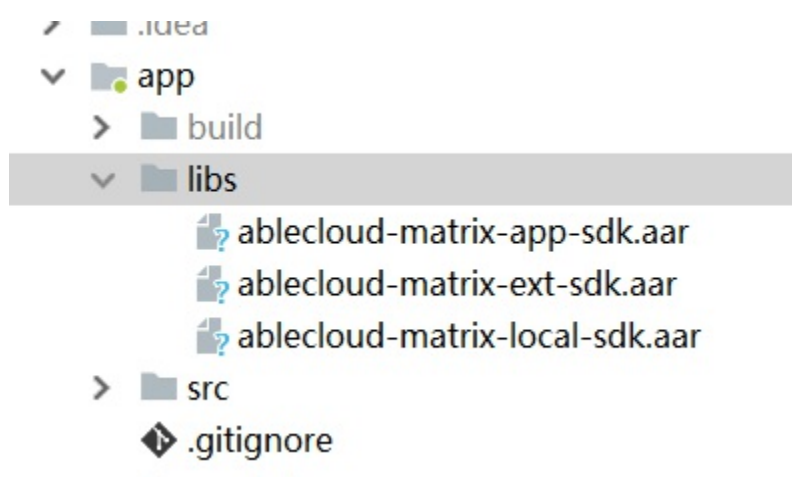 .idea
app
build
libs
ablecloud-matrix-app-sdk.aar
ablecloud-matrix-ext-sdk.aar
ablecloud-matrix-local-sdk.aar
src
.gitignore